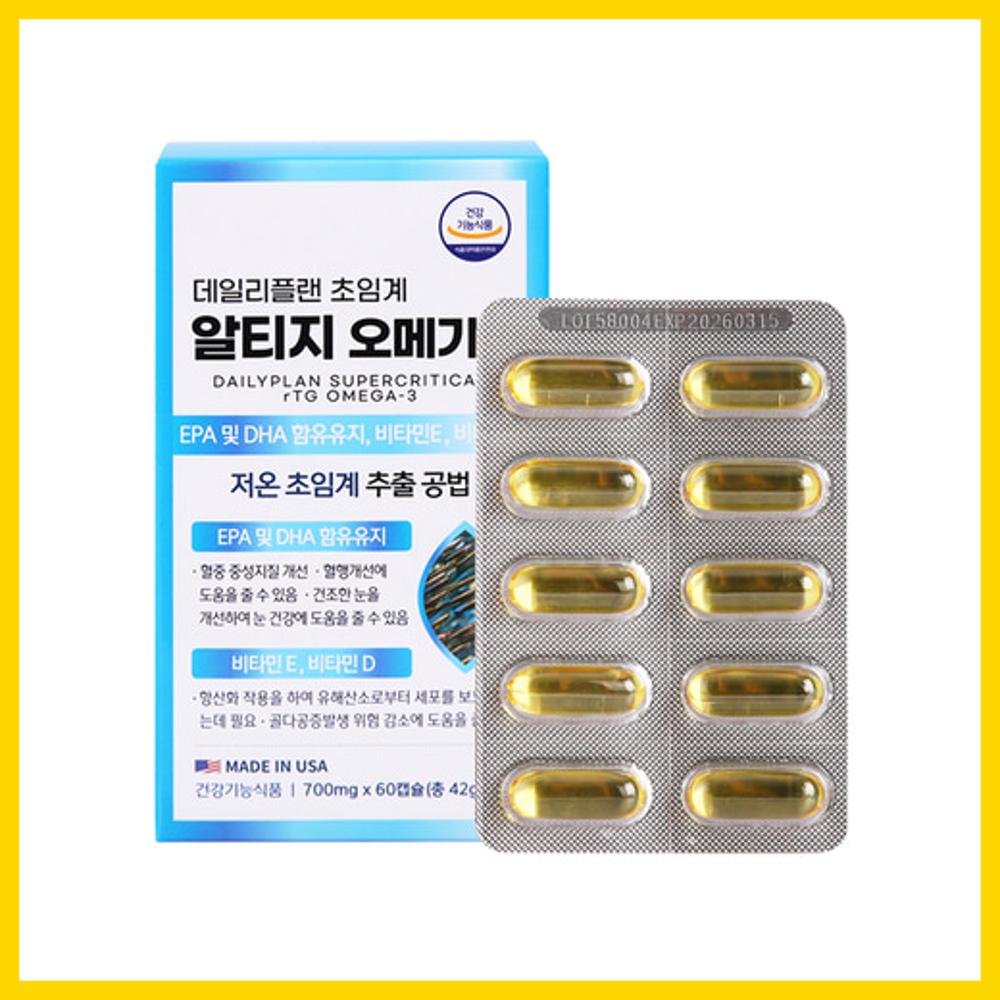 건강
기능식품
식품의약품안전처
데일리플랜 초임계
알티지 오메가
DAILYPLAN SUPERCRITICA
rTG OMEGA-3
EPA 및 DHA 함유유지, 비타민E, 비
저온 초임계 추출 공법
EPA 및 DHA 함유유지
· 혈중 중성지질 개선 · 혈행개선에
도움을 줄 수 있음 · 건조한 눈을
개선하여 눈 건강에 도움을 줄 수 있음
비타민 E, 비타민 D
· 항산화 작용을 하여 유해산소로부터 세포를 보
는데 필요 · 골다공증발생 위험 감소에 도움을
MADE IN USA
건강기능식품 | 700mg x 60캡슐(총 42g
LOT58004EXP20260315